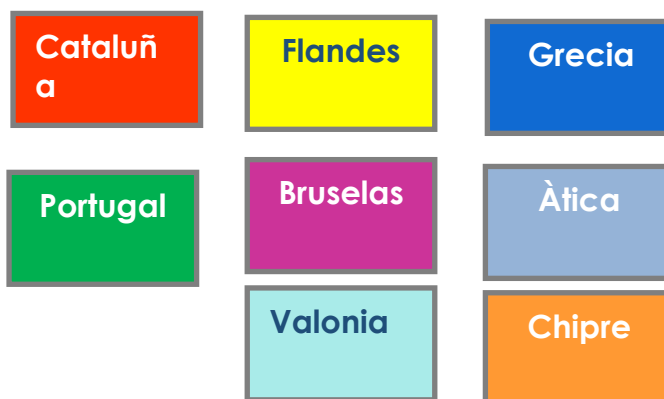 Cataluñ
a
Flandes
Grecia
Portugal
Bruselas
Àtica
Valonia
Chipre